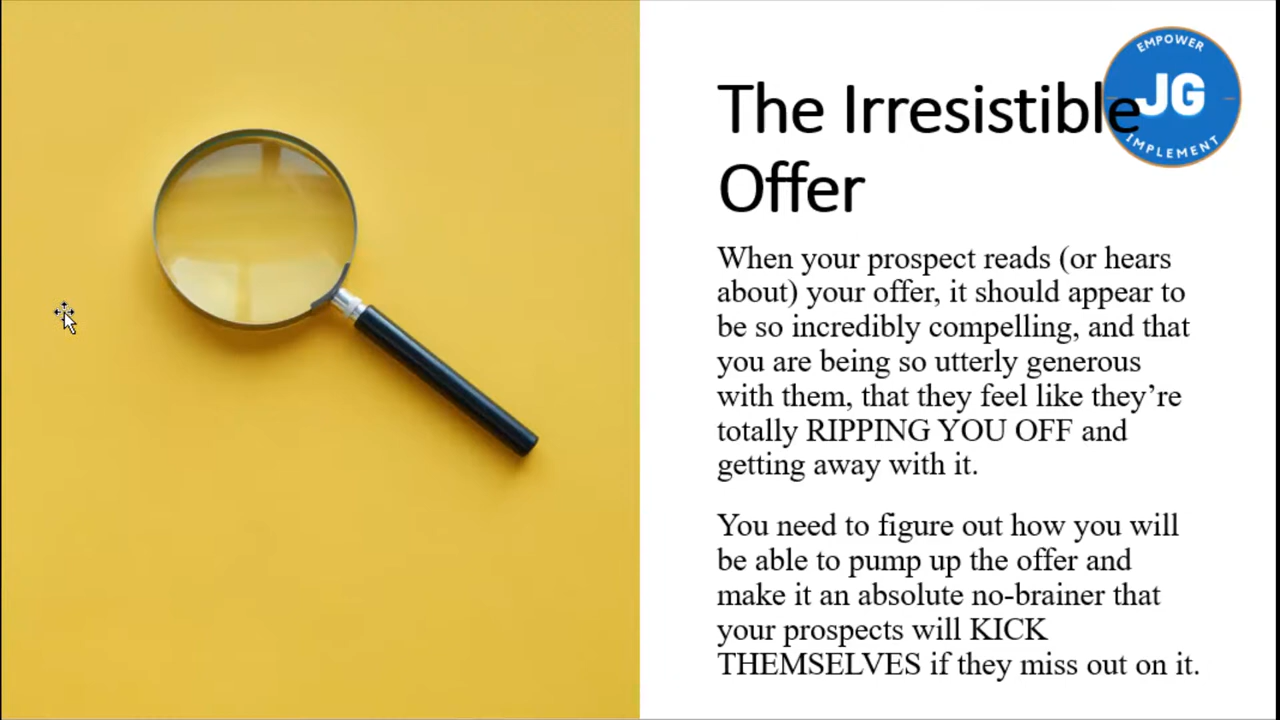 EMPOWER
JG
IMPLEMENT
The Irresistible
Offer
When your prospect reads (or hears
about) your offer, it should appear to
be so incredibly compelling, and that
you are being so utterly generous
with them, that they feel like they’re
totally RIPPING YOU OFF and
getting away with it.
You need to figure out how you will
be able to pump up the offer and
make it an absolute no-brainer that
your prospects will KICK
THEMSELVES if they miss out on it.